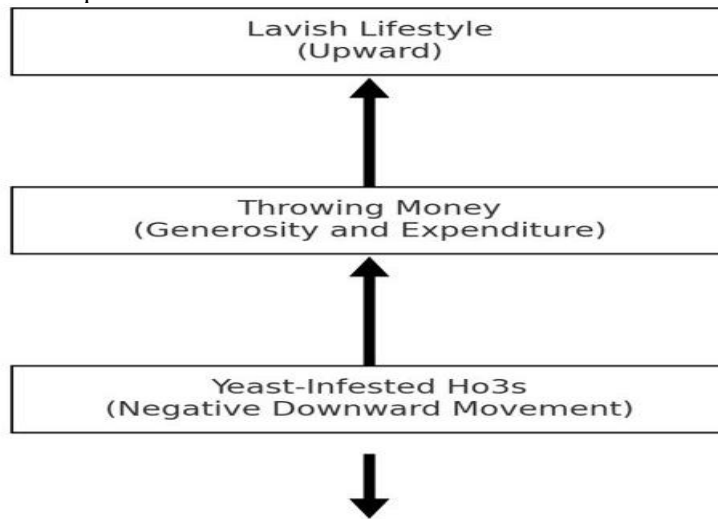 Lavish Lifestyle
(Upward)
Throwing Money
(Generosity and Expenditure)
Yeast-Infested Ho3s
(Negative Downward Movement)